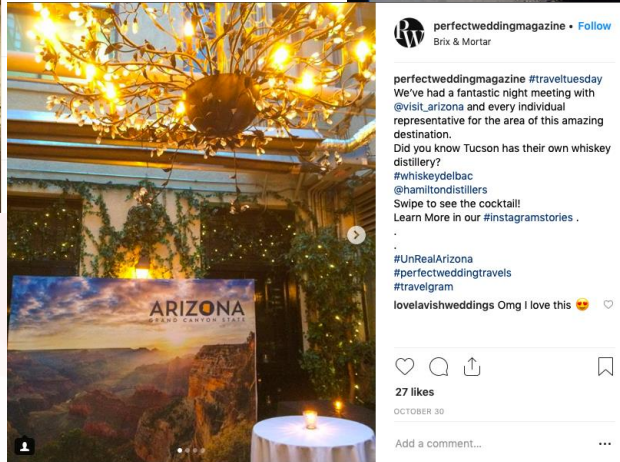 perfectweddingmagazine • Follow
Brix & Mortar
perfectweddingmagazine #traveltuesday
We've had a fantastic night meeting with
@visit_arizona and every individual
representative for the area of this amazing
destination.
Did you know Tucson has their own whiskey
distillery?
#whiskeydelbac
@hamiltondistillers
Swipe to see the cocktail!
Learn More in our #instagramstories .
.
.
#UnRealArizona
#perfectweddingtravels
#travelgram
lovelavishweddings Omg I love this 😍
27 likes
OCTOBER 30
Add a comment...
RW
ARIZONA
GRAND CANYON STATE